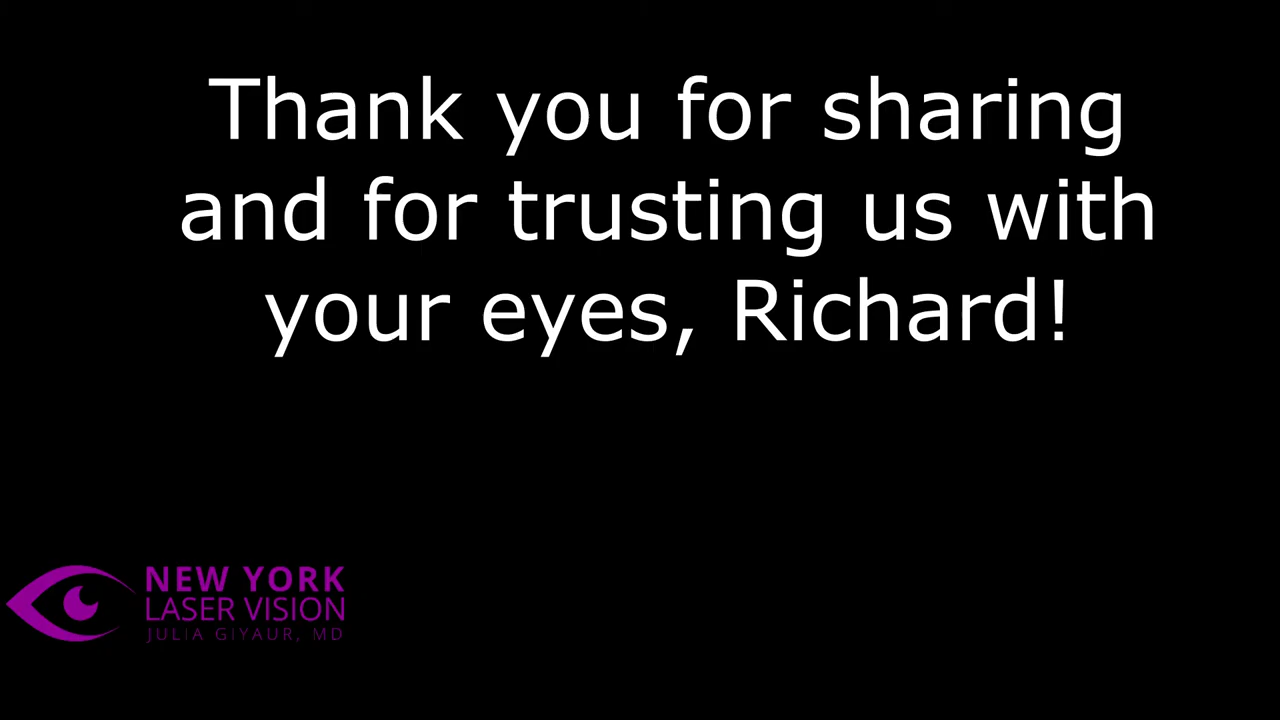 Thank you for sharing
and for trusting us with
your eyes, Richard!
NEW YORK
LASER VISION
JULIA GIYAUR, MD